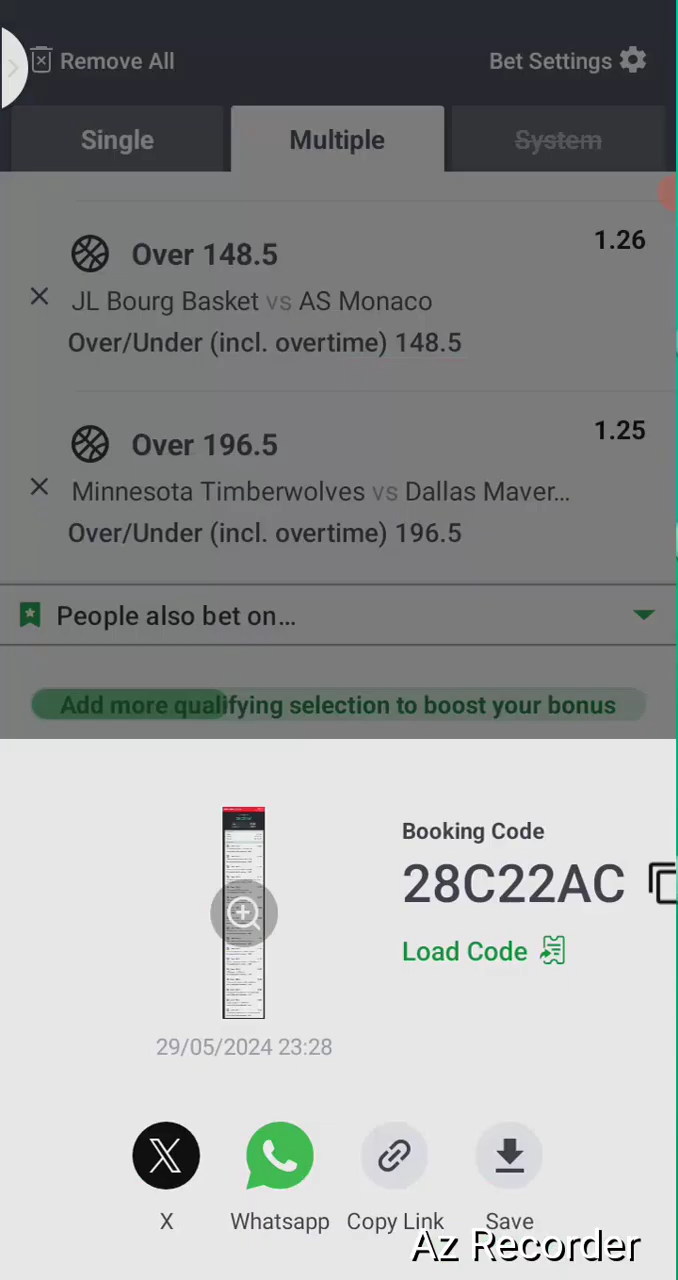 Remove All
Bet Settings
Single
Multiple
System
Over 148.5
1.26
JL Bourg Basket vs AS Monaco
Over/Under (incl. overtime) 148.5
Over 196.5
1.25
Minnesota Timberwolves vs Dallas Maver...
Over/Under (incl. overtime) 196.5
People also bet on...
Add more qualifying selection to boost your bonus
Booking Code
28C22AC
Load Code
29/05/2024 23:28
X
Whatsapp
Copy Link
Save
Az Recorder